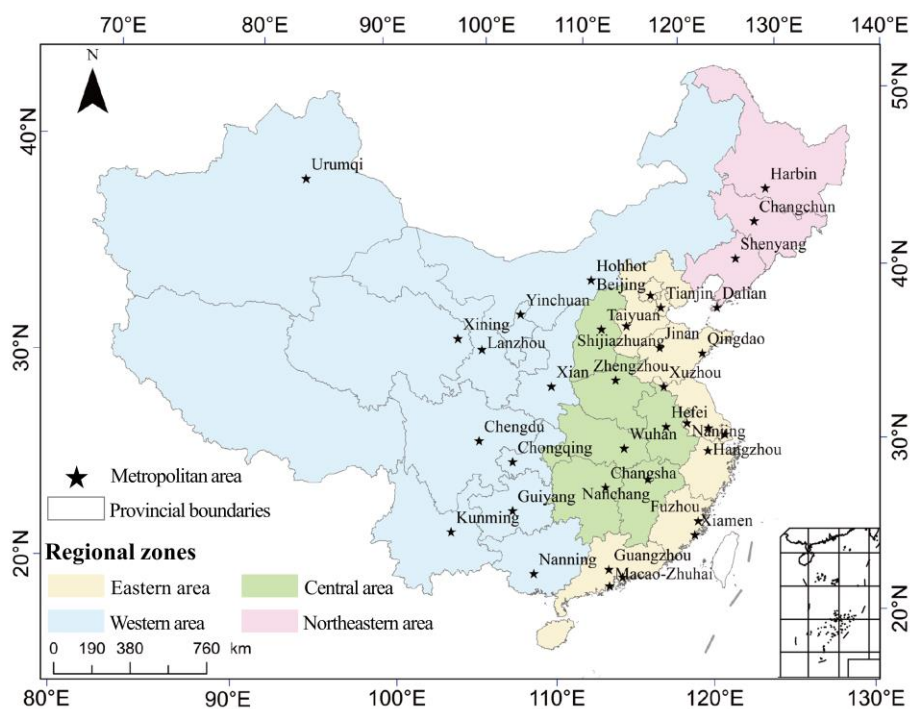 70°E 80°E 90°E 100°E 110°E 120°E 130°E 140°E
N
50°N
40°N
Urumqi
Harbin
Changchun
Shenyang
40°N
Hohhot
Beijing
Yinchuan
Tianjin
Dalian
Xining
Taiyuan
Lanzhou
Jinan
Qingdao
Shijiazhuang
30°N
Xian
Zhengzhou
Xuzhou
Hefei
Chengdu
Wuhan
Nanjing
30°N
Chongqing
Hangzhou
Metropolitan area
Changsha
Guiyang
Nanchang
Provincial boundaries
Kunming
Fuzhou
Xiamen
Regional zones
20°N
Nanning
Guangzhou
Macao-Zhuhai
Eastern area
Central area
20°N
Western area
Northeastern area
0 190 380 760 km
80°E 90°E 100°E 110°E 120°E 130°E